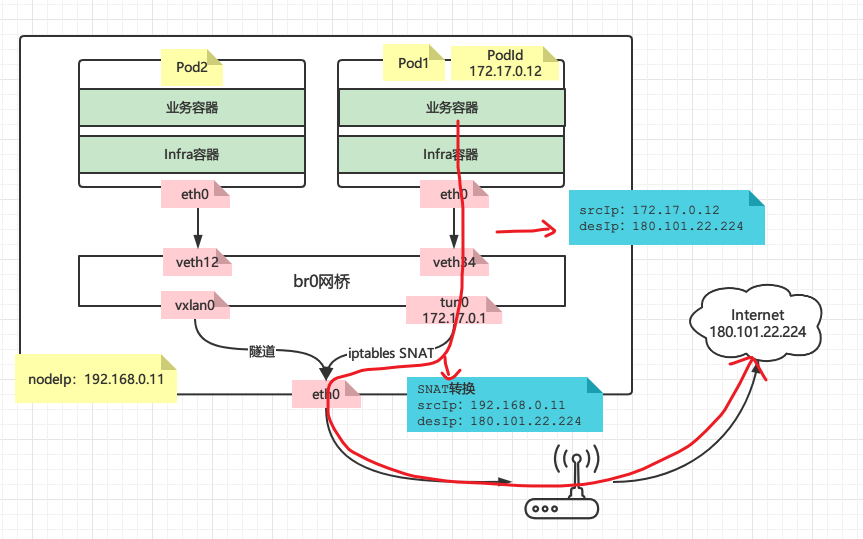 Pod2
Pod1
PodId
172.17.0.12
业务容器
业务容器
Infra容器
Infra容器
eth0
eth0
srcIp: 172.17.0.12
desIp: 180.101.22.224
veth12
veth34
br0网桥
vxlan0
tun0
172.17.0.1
Internet
180.101.22.224
隧道
iptables SNAT
nodeIp: 192.168.0.11
eth0
SNAT转换
srcIp: 192.168.0.11
desIp: 180.101.22.224